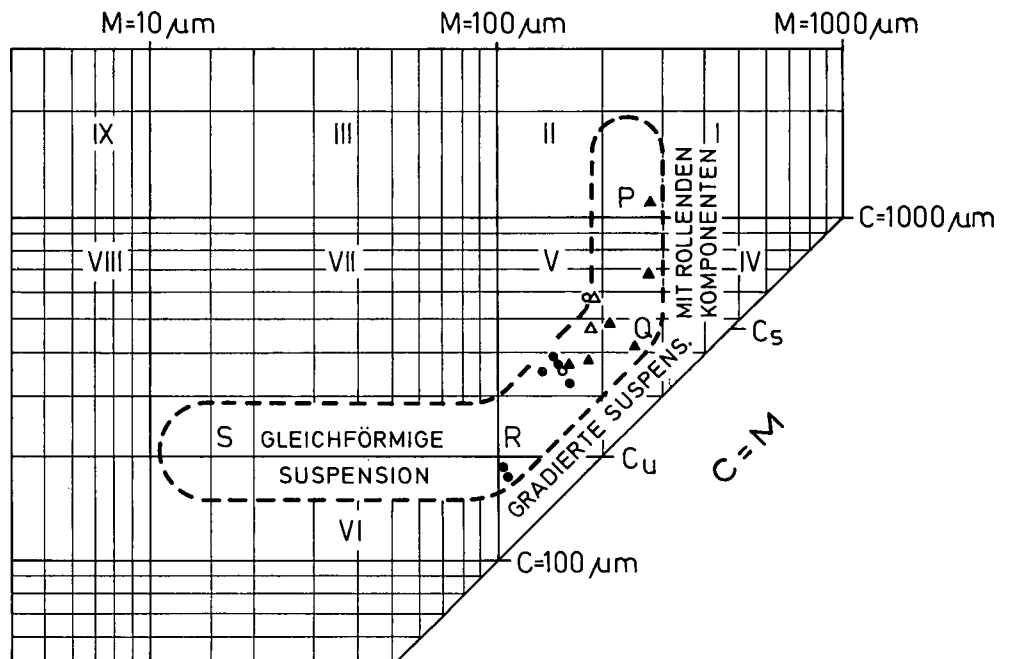 M=10 µm
M=100 µm
M=1000 µm
IX
III
II
I
P
MIT ROLLENDEN
KOMPONENTEN
C=1000 µm
VIII
VII
V
IV
Q
Cs
S
GLEICHFÖRMIGE
SUSPENSION
R
GRADIERTE SUSPENS.
Cu
C=M
VI
C=100 µm